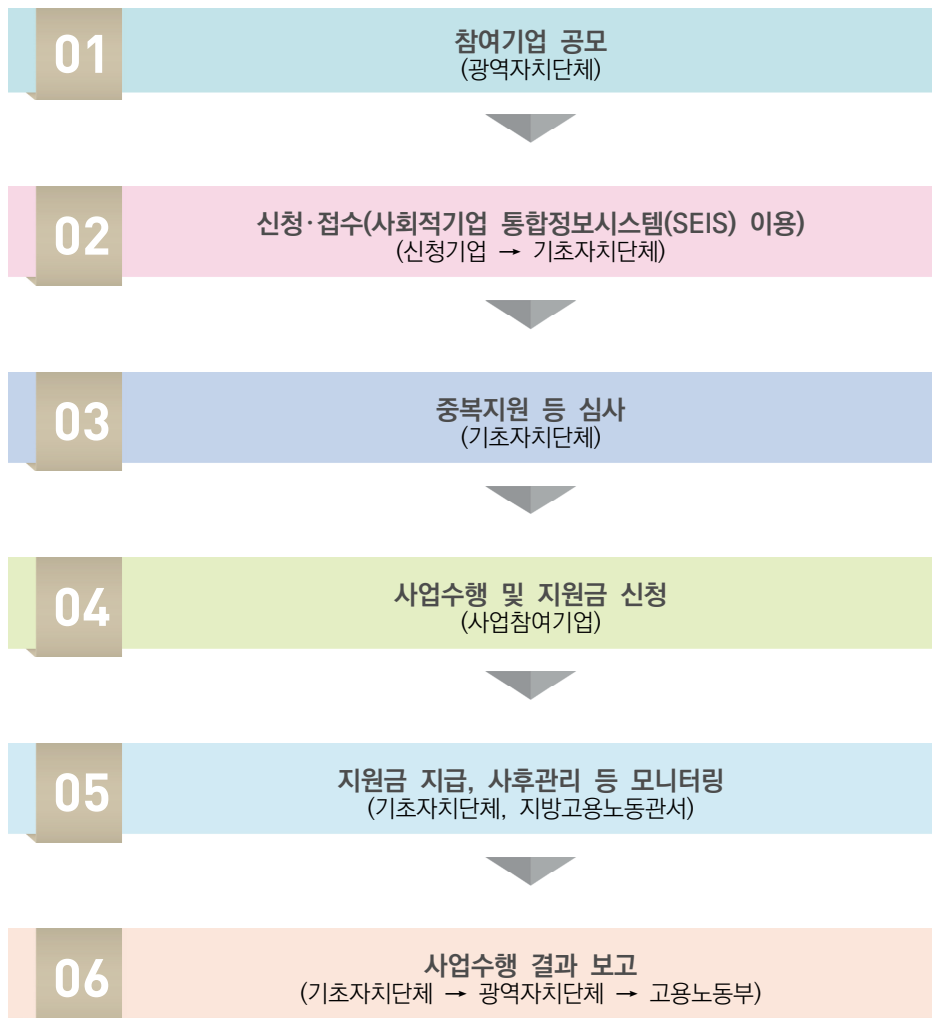 01
참여기업 공모
(광역자치단체)
02
신청·접수(사회적기업 통합정보시스템(SEIS) 이용)
(신청기업 → 기초자치단체)
03
중복지원 등 심사
(기초자치단체)
04
사업수행 및 지원금 신청
(사업참여기업)
05
지원금 지급, 사후관리 등 모니터링
(기초자치단체, 지방고용노동관서)
06
사업수행 결과 보고
(기초자치단체 → 광역자치단체 → 고용노동부)